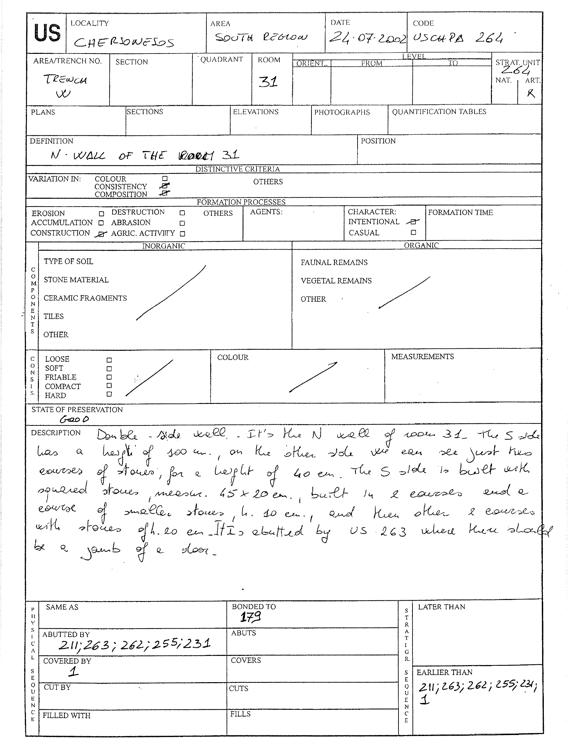 US
LOCALITY CHERSONESOS
AREA SOUTH REGION
DATE 24.07.2002
CODE USCHPA 264
AREA/TRENCH NO. TRENCH W
SECTION
QUADRANT
ROOM 31
LEVEL
ORIENT. FROM TO
STRAT. UNIT 264
NAT. ART. R
PLANS
SECTIONS
ELEVATIONS
PHOTOGRAPHS
QUANTIFICATION TABLES
DEFINITION
N. WALL OF THE ROOM 31
POSITION
DISTINCTIVE CRITERIA
VARIATION IN: COLOUR
CONSISTENCY
COMPOSITION
OTHERS
FORMATION PROCESSES
EROSION DESTRUCTION OTHERS
ACCUMULATION ABRASION
CONSTRUCTION AGRIC. ACTIVITY
AGENTS:
CHARACTER:
INTENTIONAL
CASUAL
FORMATION TIME
COMPONENTS
INORGANIC
TYPE OF SOIL
STONE MATERIAL
CERAMIC FRAGMENTS
TILES
OTHER
ORGANIC
FAUNAL REMAINS
VEGETAL REMAINS
OTHER
CONSIS.
LOOSE
SOFT
FRIABLE
COMPACT
HARD
COLOUR
MEASUREMENTS
STATE OF PRESERVATION
GOOD
DESCRIPTION Double-side wall. It's the N wall of room 31. The S side
has a height of 100 cm., on the other side we can see just two
courses of stones, for a height of 40 cm. The S side is built with
squared stones, measur. 45x20 cm., built in 2 courses and a
course of smaller stones, h. 10 cm., and then other 2 courses
with stones of h. 20 cm. It Is abutted by US 263 where there should
be a jamb of a door.
PHYSICAL SEQUENCE
SAME AS
BONDED TO
179
ABUTTED BY
211; 263; 262; 255; 231
ABUTS
COVERED BY
1
COVERS
CUT BY
CUTS
FILLED WITH
FILLS
STRATIGR. SEQUENCE
LATER THAN
EARLIER THAN
211; 263; 262; 255; 231;
1